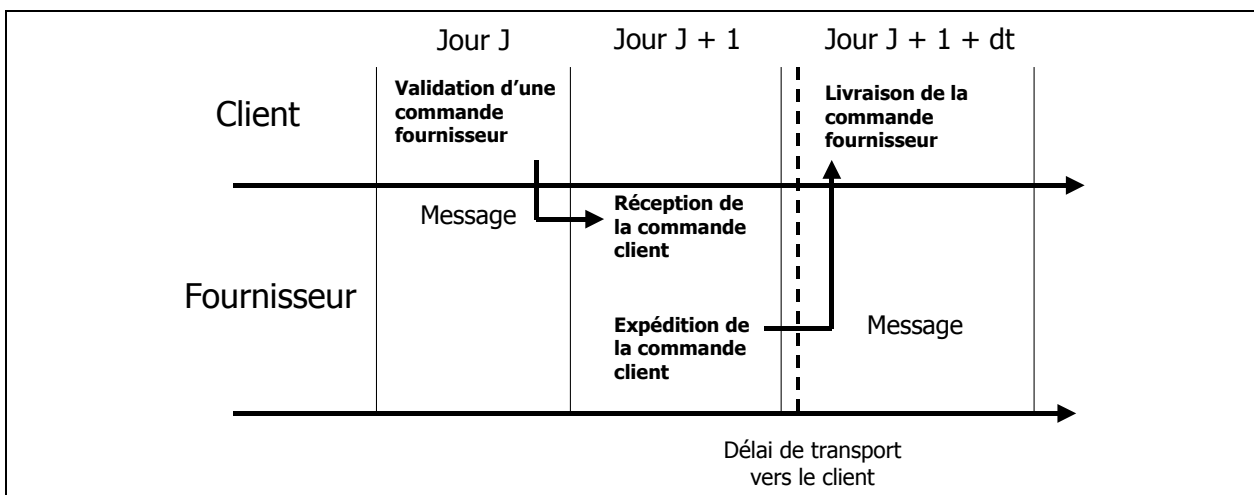 Jour J
Jour J + 1
Jour J + 1 + dt
Client
Validation d’une
commande
fournisseur
Livraison de la
commande
fournisseur
Message
Réception de
la commande
client
Fournisseur
Expédition de
la commande
client
Message
Délai de transport
vers le client